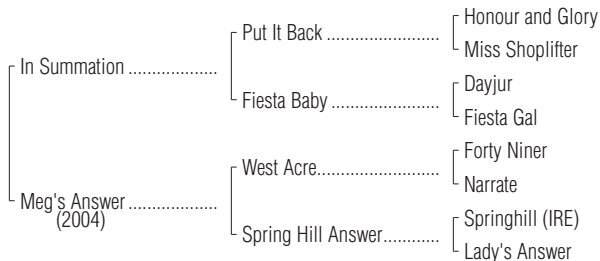 Honour and Glory
Put It Back ........................
Miss Shoplifter
In Summation ..................
Dayjur
Fiesta Baby .......................
Fiesta Gal
Forty Niner
West Acre..........................
Narrate
Meg's Answer ..................
(2004)
Springhill (IRE)
Spring Hill Answer............
Lady's Answer